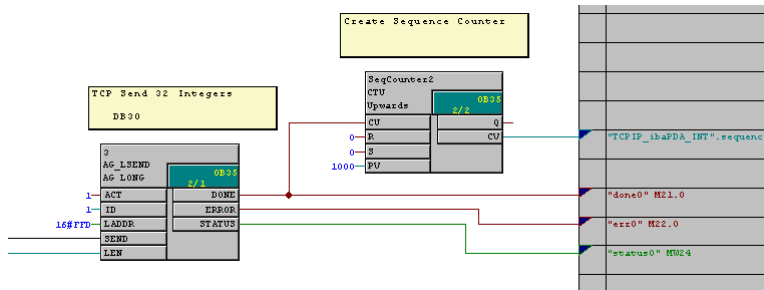 Create Sequence Counter
SeqCounter2
CTU
Upwards
OB35
2/2
CU
Q
0
R
CV
"TCPIP_ibaPDA_INT".sequenc
0
S
1000
PV
TCP Send 32 Integers
DB30
3
AG_LSEND
AG LONG
OB35
2/1
1
ACT
DONE
"done0" M21.0
1
ID
ERROR
"err0" M22.0
16#FFD
LADDR
STATUS
"status0" MW24
SEND
LEN